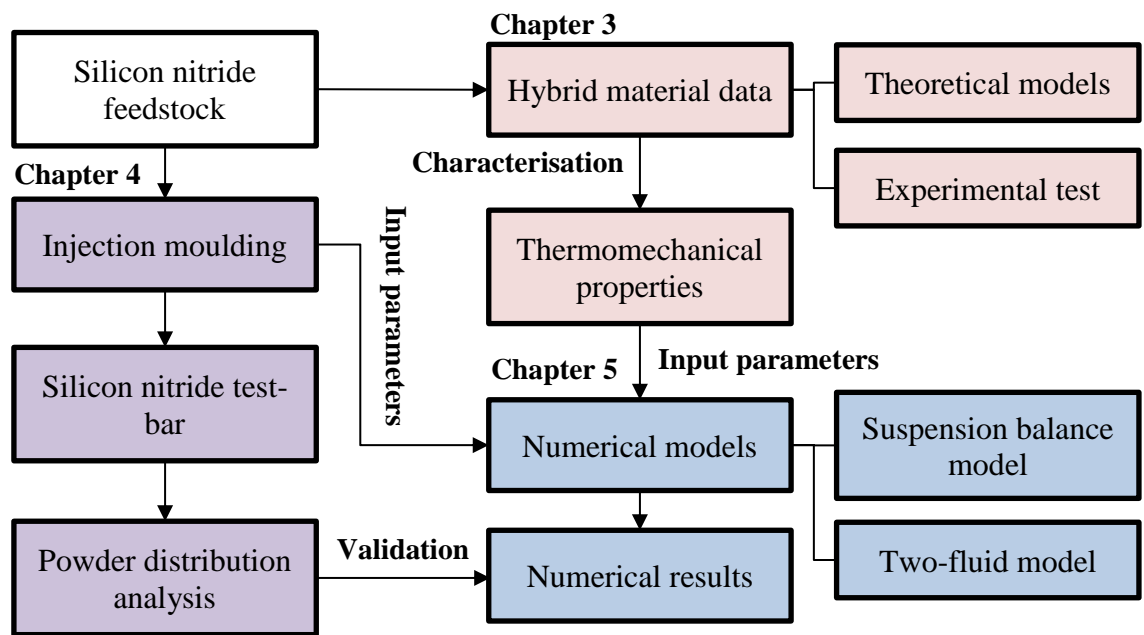 Chapter 3
Silicon nitride
feedstock
Hybrid material data
Theoretical models
Experimental test
Characterisation
Chapter 4
Injection moulding
Input parameters
Thermomechanical
properties
Chapter 5
Input parameters
Silicon nitride test-
bar
Numerical models
Suspension balance
model
Powder distribution
analysis
Validation
Numerical results
Two-fluid model